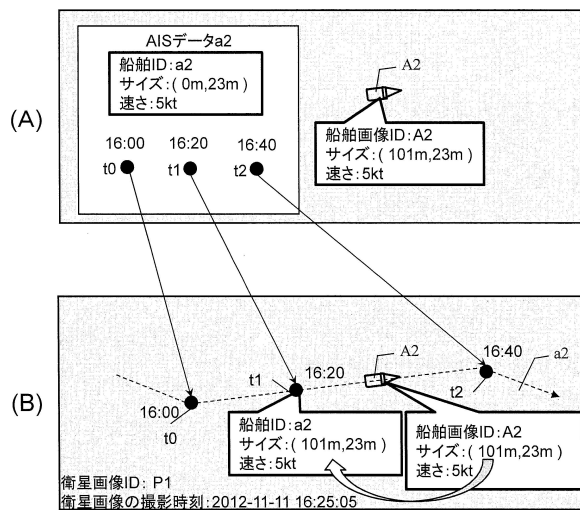 (A)
AISデータa2
船舶ID:a2
サイズ:( 0m,23m )
速さ:5kt
16:00
16:20
16:40
t0
t1
t2
A2
船舶画像ID:A2
サイズ:( 101m,23m )
速さ:5kt
(B)
16:00
t0
t1
16:20
A2
16:40
t2
a2
船舶ID:a2
サイズ:( 101m,23m )
速さ:5kt
船舶画像ID:A2
サイズ:( 101m,23m )
速さ:5kt
衛星画像ID: P1
衛星画像の撮影時刻:2012-11-11 16:25:05